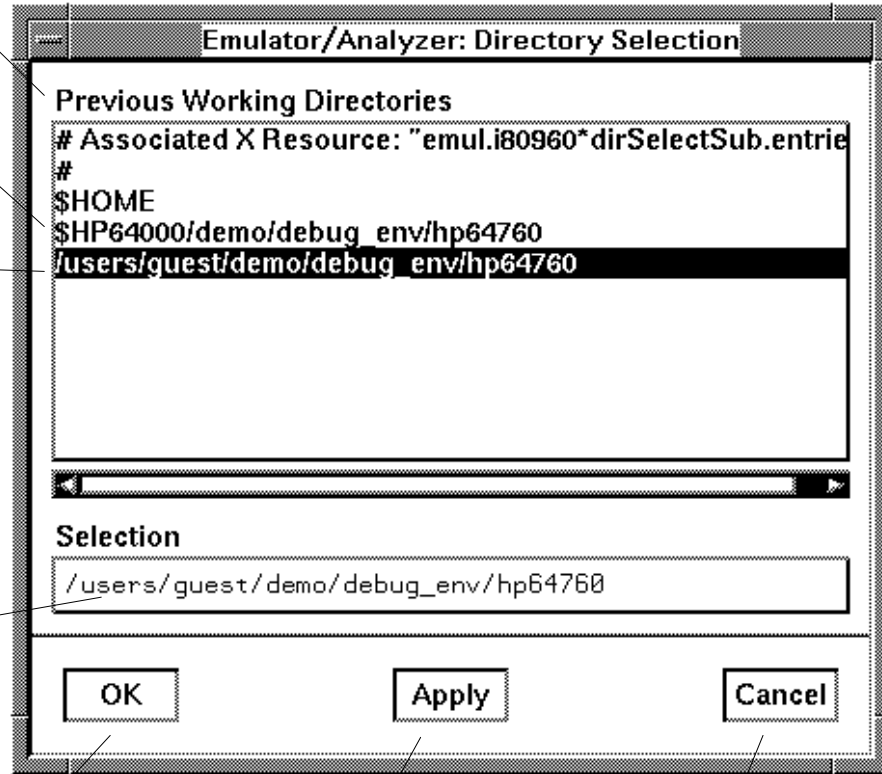 Emulator/Analyzer: Directory Selection
Previous Working Directories
# Associated X Resource: "emul.i80960*dirSelectSub.entrie
#
$HOME
$HP64000/demo/debug_env/hp64760
/users/guest/demo/debug_env/hp64760
Selection
/users/guest/demo/debug_env/hp64760
OK
Apply
Cancel